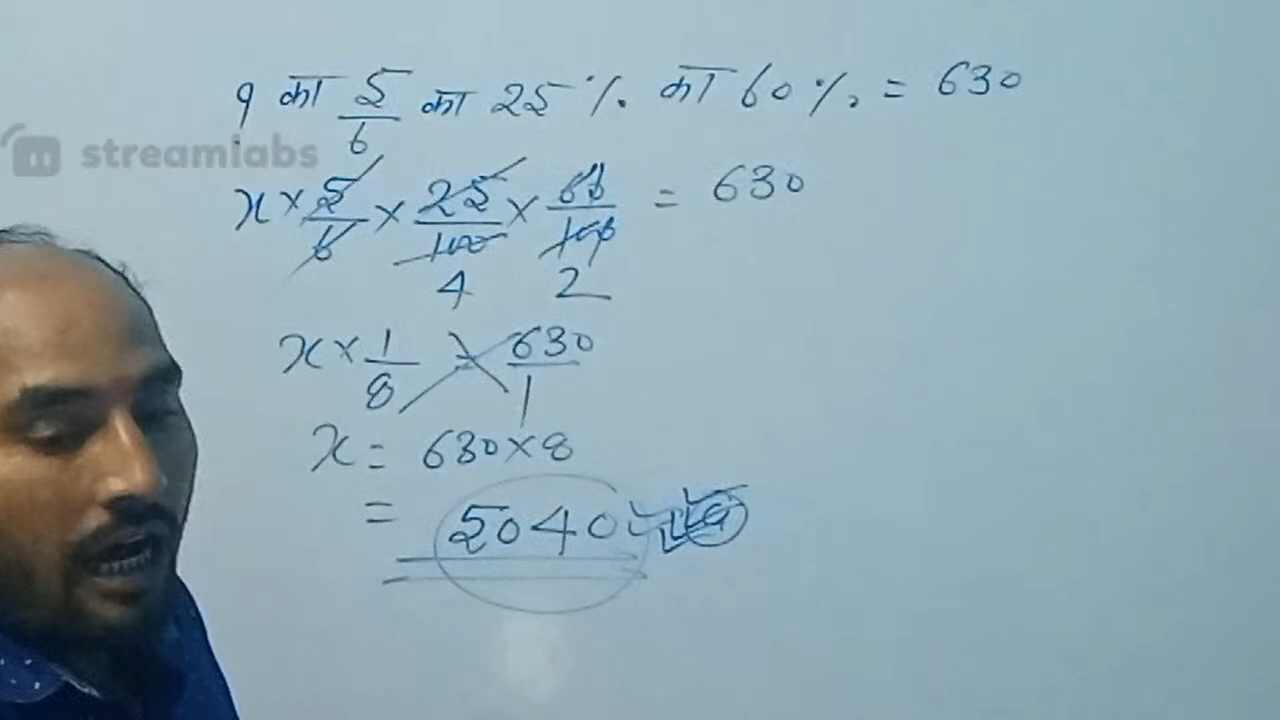 ? का 5/6 का 25% का 60% = 630
streamlabs
x × 5/6 × 25/100 × 60/100 = 630
4 2
x × 1/8 = 630/1
x = 630 × 8
= 5040